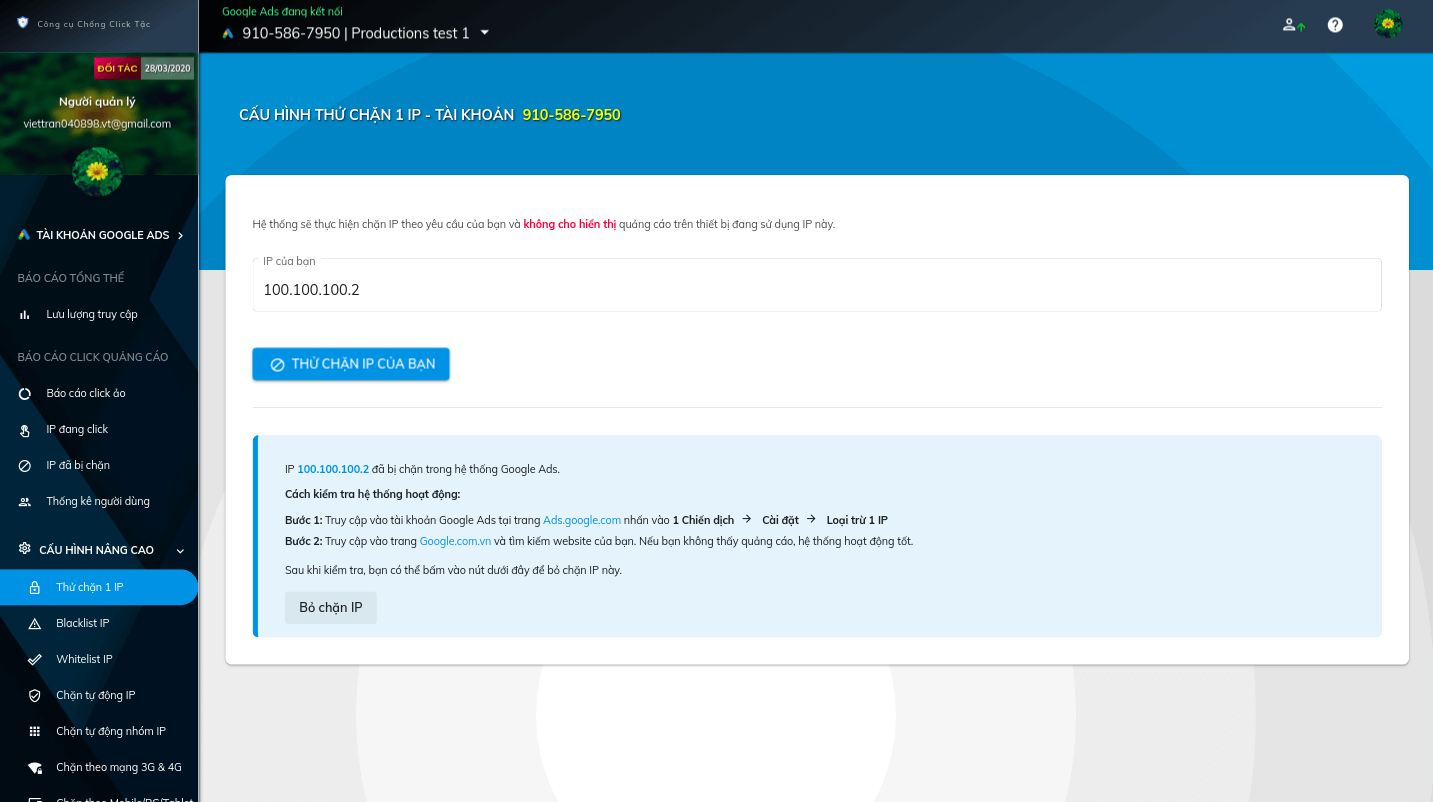 Công cụ Chống Click Tặc
Google Ads đang kết nối
910-586-7950 | Productions test 1
ĐỐI TÁC 28/03/2020
Người quản lý
viettran040898.vt@gmail.com
TÀI KHOẢN GOOGLE ADS
BÁO CÁO TỔNG THỂ
Lưu lượng truy cập
BÁO CÁO CLICK QUẢNG CÁO
Báo cáo click ảo
IP đang click
IP đã bị chặn
Thống kê người dùng
CẤU HÌNH NÂNG CAO
Thử chặn 1 IP
Blacklist IP
Whitelist IP
Chặn tự động IP
Chặn tự động nhóm IP
Chặn theo mạng 3G & 4G
Chặn theo Mobile/PC/Tablet
CẤU HÌNH THỬ CHẶN 1 IP - TÀI KHOẢN 910-586-7950
Hệ thống sẽ thực hiện chặn IP theo yêu cầu của bạn và không cho hiển thị quảng cáo trên thiết bị đang sử dụng IP này.
IP của bạn
100.100.100.2
THỬ CHẶN IP CỦA BẠN
IP 100.100.100.2 đã bị chặn trong hệ thống Google Ads.
Cách kiểm tra hệ thống hoạt động:
Bước 1: Truy cập vào tài khoản Google Ads tại trang Ads.google.com nhấn vào 1 Chiến dịch → Cài đặt → Loại trừ 1 IP
Bước 2: Truy cập vào trang Google.com.vn và tìm kiếm website của bạn. Nếu bạn không thấy quảng cáo, hệ thống hoạt động tốt.
Sau khi kiểm tra, bạn có thể bấm vào nút dưới đây để bỏ chặn IP này.
Bỏ chặn IP